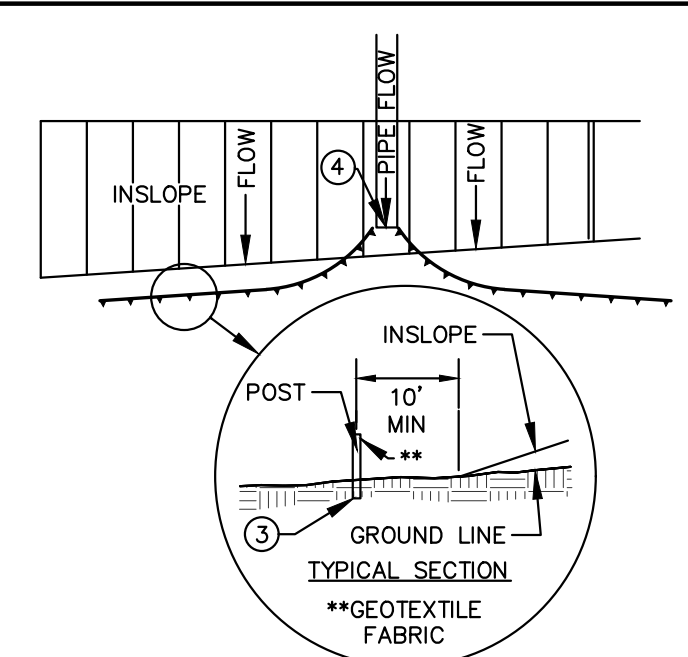 PIPE FLOW
FLOW
FLOW
4
INSLOPE
INSLOPE
POST
10'
MIN
**
3
GROUND LINE
TYPICAL SECTION
**GEOTEXTILE
FABRIC